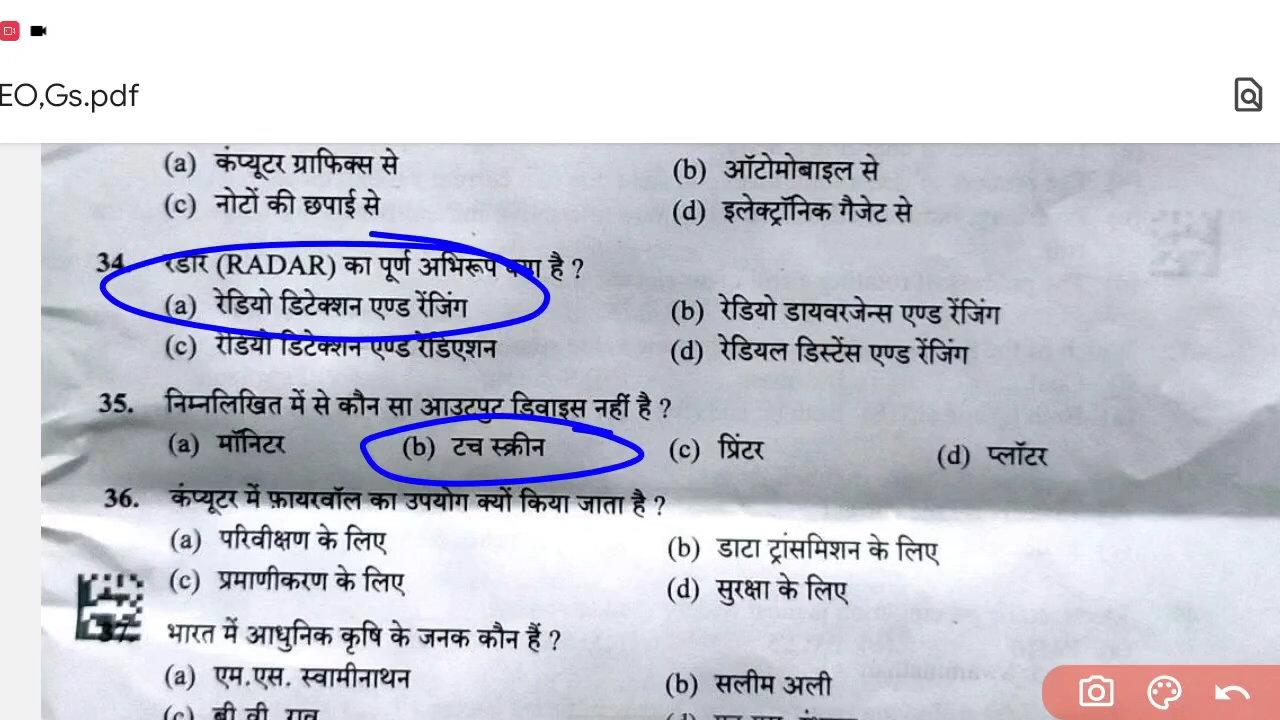 EO,Gs.pdf
(a) कंप्यूटर ग्राफिक्स से (b) ऑटोमोबाइल से
(c) नोटों की छपाई से (d) इलेक्ट्रॉनिक गैजेट से
34. रडार (RADAR) का पूर्ण अभिरूप क्या है ?
(a) रेडियो डिटेक्शन एण्ड रेंजिंग (b) रेडियो डायवरजेन्स एण्ड रेंजिंग
(c) रेडियो डिटेक्शन एण्ड रेडिएशन (d) रेडियल डिस्टेंस एण्ड रेंजिंग
35. निम्नलिखित में से कौन सा आउटपुट डिवाइस नहीं है ?
(a) मॉनिटर (b) टच स्क्रीन (c) प्रिंटर (d) प्लॉटर
36. कंप्यूटर में फ़ायरवॉल का उपयोग क्यों किया जाता है ?
(a) परिवीक्षण के लिए (b) डाटा ट्रांसमिशन के लिए
(c) प्रमाणीकरण के लिए (d) सुरक्षा के लिए
37. भारत में आधुनिक कृषि के जनक कौन हैं ?
(a) एम.एस. स्वामीनाथन (b) सलीम अली
(c) बी.वी. राव